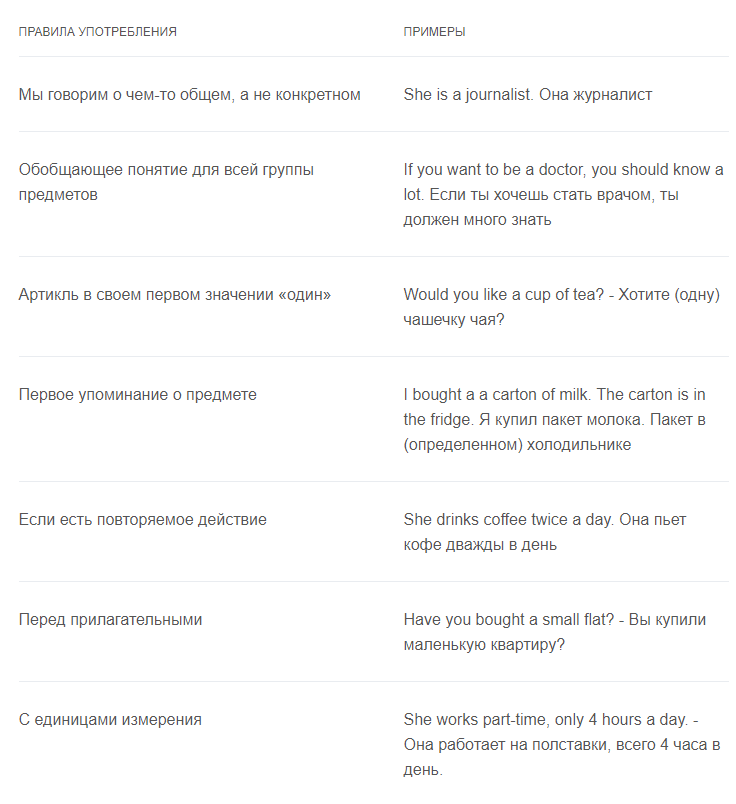 ПРАВИЛА УПОТРЕБЛЕНИЯ
ПРИМЕРЫ
Мы говорим о чем-то общем, а не конкретном
She is a journalist. Она журналист
Обобщающее понятие для всей группы
предметов
If you want to be a doctor, you should know a
lot. Если ты хочешь стать врачом, ты
должен много знать
Артикль в своем первом значении «один»
Would you like a cup of tea? - Хотите (одну)
чашечку чая?
Первое упоминание о предмете
I bought a a carton of milk. The carton is in
the fridge. Я купил пакет молока. Пакет в
(определенном) холодильнике
Если есть повторяемое действие
She drinks coffee twice a day. Она пьет
кофе дважды в день
Перед прилагательными
Have you bought a small flat? - Вы купили
маленькую квартиру?
С единицами измерения
She works part-time, only 4 hours a day. -
Она работает на полставки, всего 4 часа в
день.